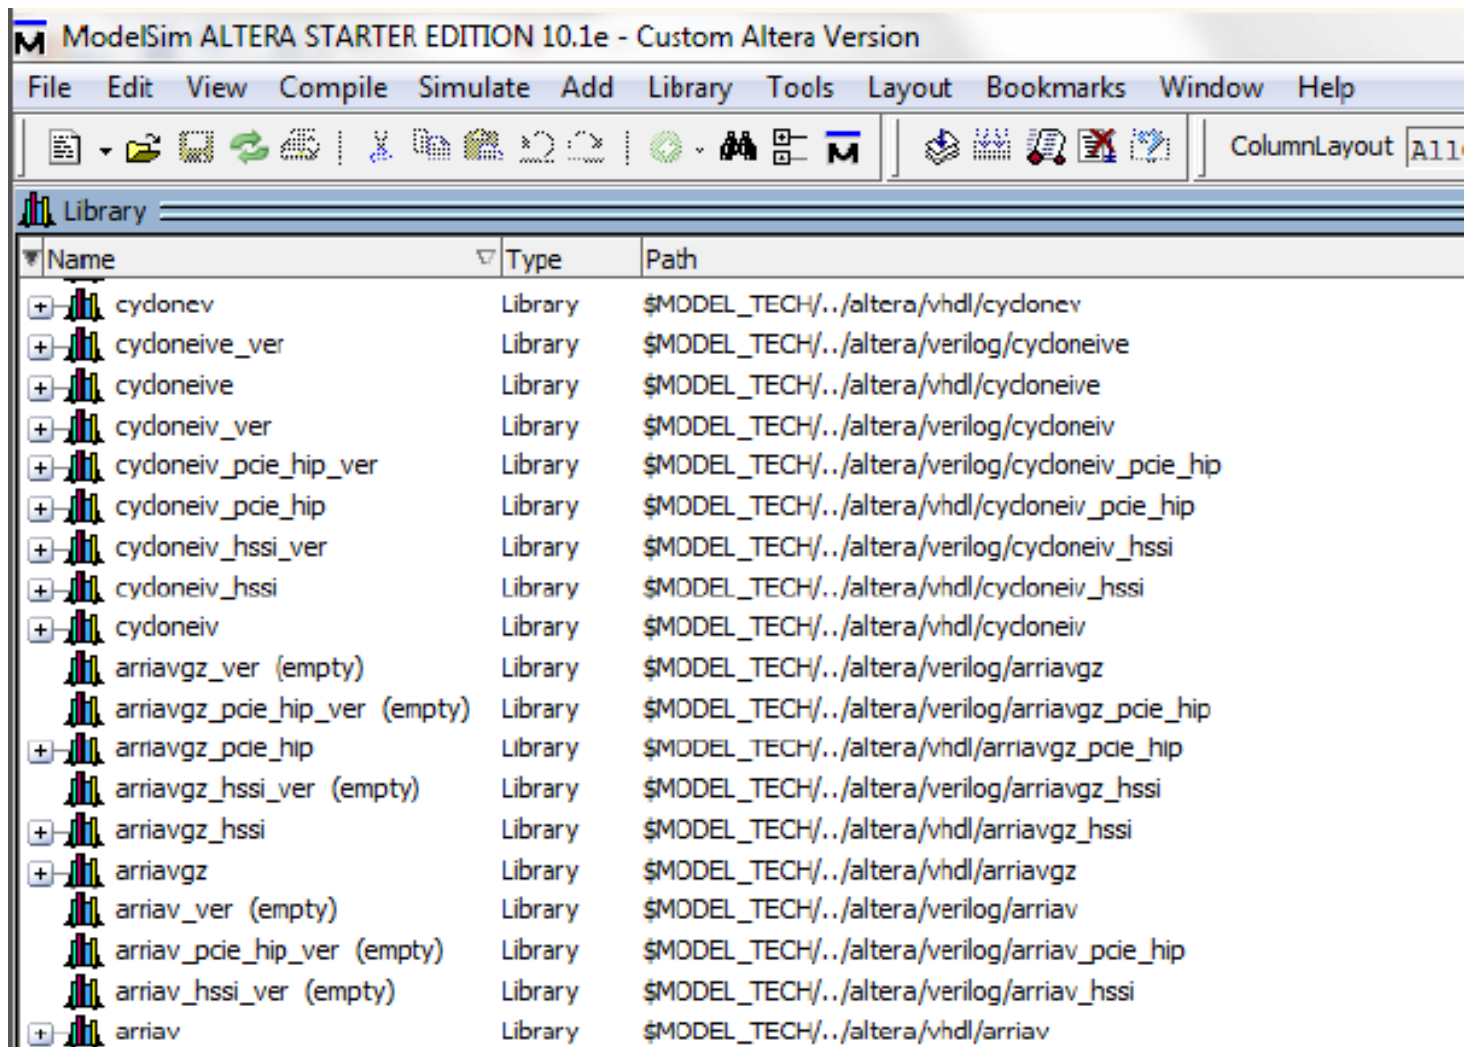 ModelSim ALTERA STARTER EDITION 10.1e - Custom Altera Version
File Edit View Compile Simulate Add Library Tools Layout Bookmarks Window Help
ColumnLayout
Library
Name Type Path
cyclonev Library $MODEL_TECH/../altera/vhdl/cyclonev
cycloneive_ver Library $MODEL_TECH/../altera/verilog/cycloneive
cycloneive Library $MODEL_TECH/../altera/vhdl/cycloneive
cycloneiv_ver Library $MODEL_TECH/../altera/verilog/cycloneiv
cycloneiv_pcie_hip_ver Library $MODEL_TECH/../altera/verilog/cycloneiv_pcie_hip
cycloneiv_pcie_hip Library $MODEL_TECH/../altera/vhdl/cycloneiv_pcie_hip
cycloneiv_hssi_ver Library $MODEL_TECH/../altera/verilog/cycloneiv_hssi
cycloneiv_hssi Library $MODEL_TECH/../altera/vhdl/cycloneiv_hssi
cycloneiv Library $MODEL_TECH/../altera/vhdl/cycloneiv
arriavgz_ver (empty) Library $MODEL_TECH/../altera/verilog/arriavgz
arriavgz_pcie_hip_ver (empty) Library $MODEL_TECH/../altera/verilog/arriavgz_pcie_hip
arriavgz_pcie_hip Library $MODEL_TECH/../altera/vhdl/arriavgz_pcie_hip
arriavgz_hssi_ver (empty) Library $MODEL_TECH/../altera/verilog/arriavgz_hssi
arriavgz_hssi Library $MODEL_TECH/../altera/vhdl/arriavgz_hssi
arriavgz Library $MODEL_TECH/../altera/vhdl/arriavgz
arriav_ver (empty) Library $MODEL_TECH/../altera/verilog/arriav
arriav_pcie_hip_ver (empty) Library $MODEL_TECH/../altera/verilog/arriav_pcie_hip
arriav_hssi_ver (empty) Library $MODEL_TECH/../altera/verilog/arriav_hssi
arriav Library $MODEL_TECH/../altera/vhdl/arriav